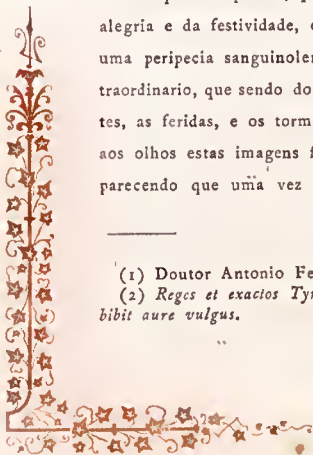 alegria e da festividade,
uma peripecia sanguinolen
traordinario, que sendo do
tes, as feridas, e os torm
aos olhos estas imagens f
parecendo que uma vez
(1) Doutor Antonio Fe
(2) Reges et exacios Tyr
bibit aure vulgus.